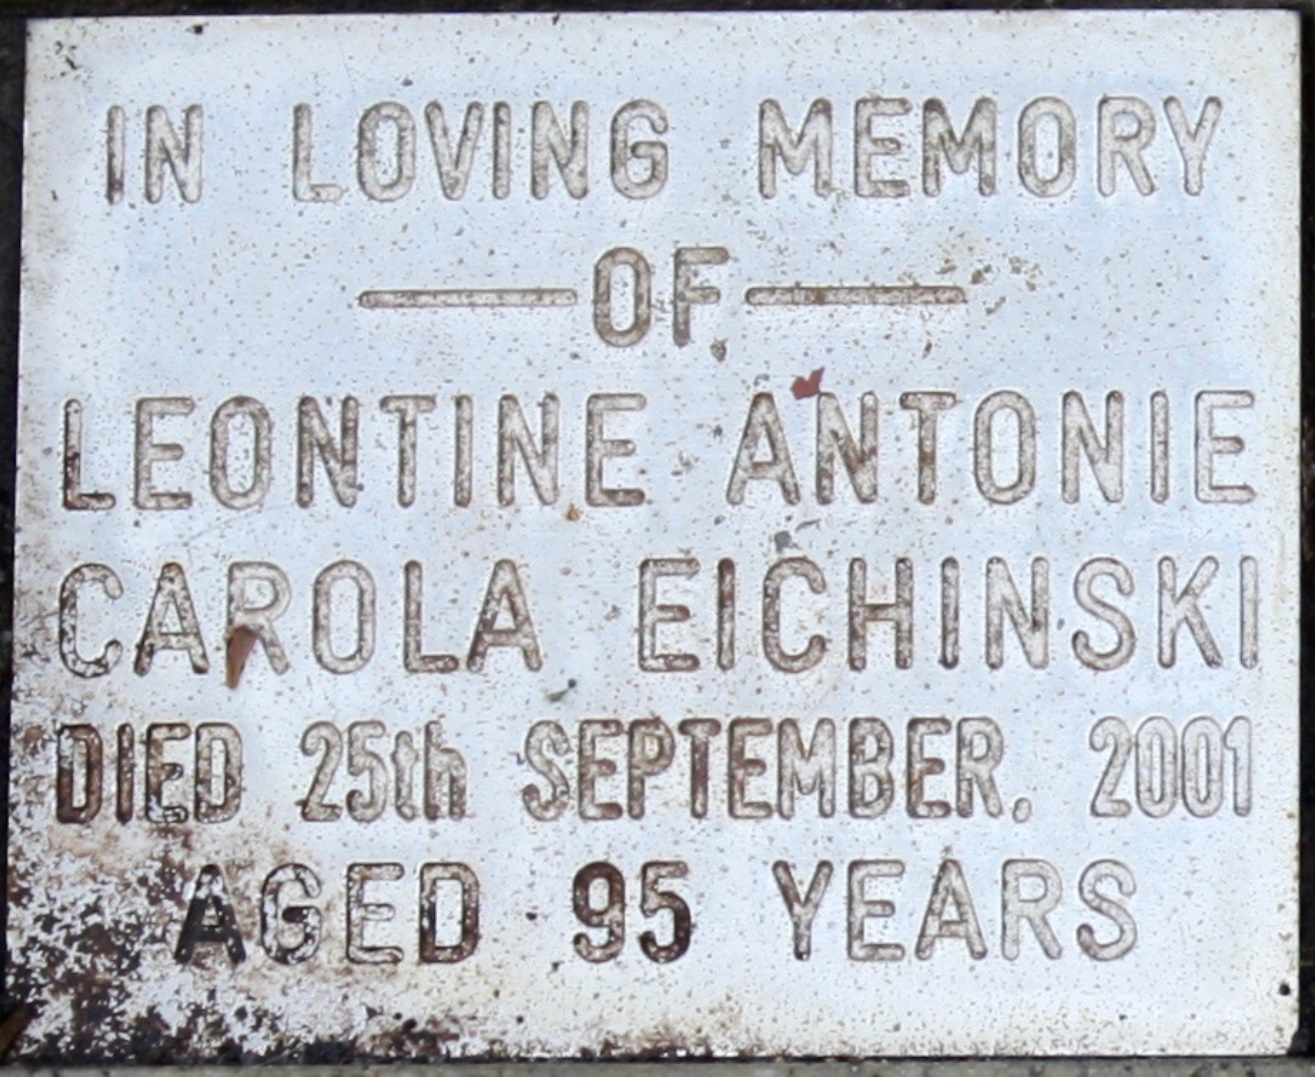 IN LOVING MEMORY
OF
LEONTINE ANTONIE
CAROLA EICHINSKI
DIED 25th SEPTEMBER, 2001
AGED 95 YEARS